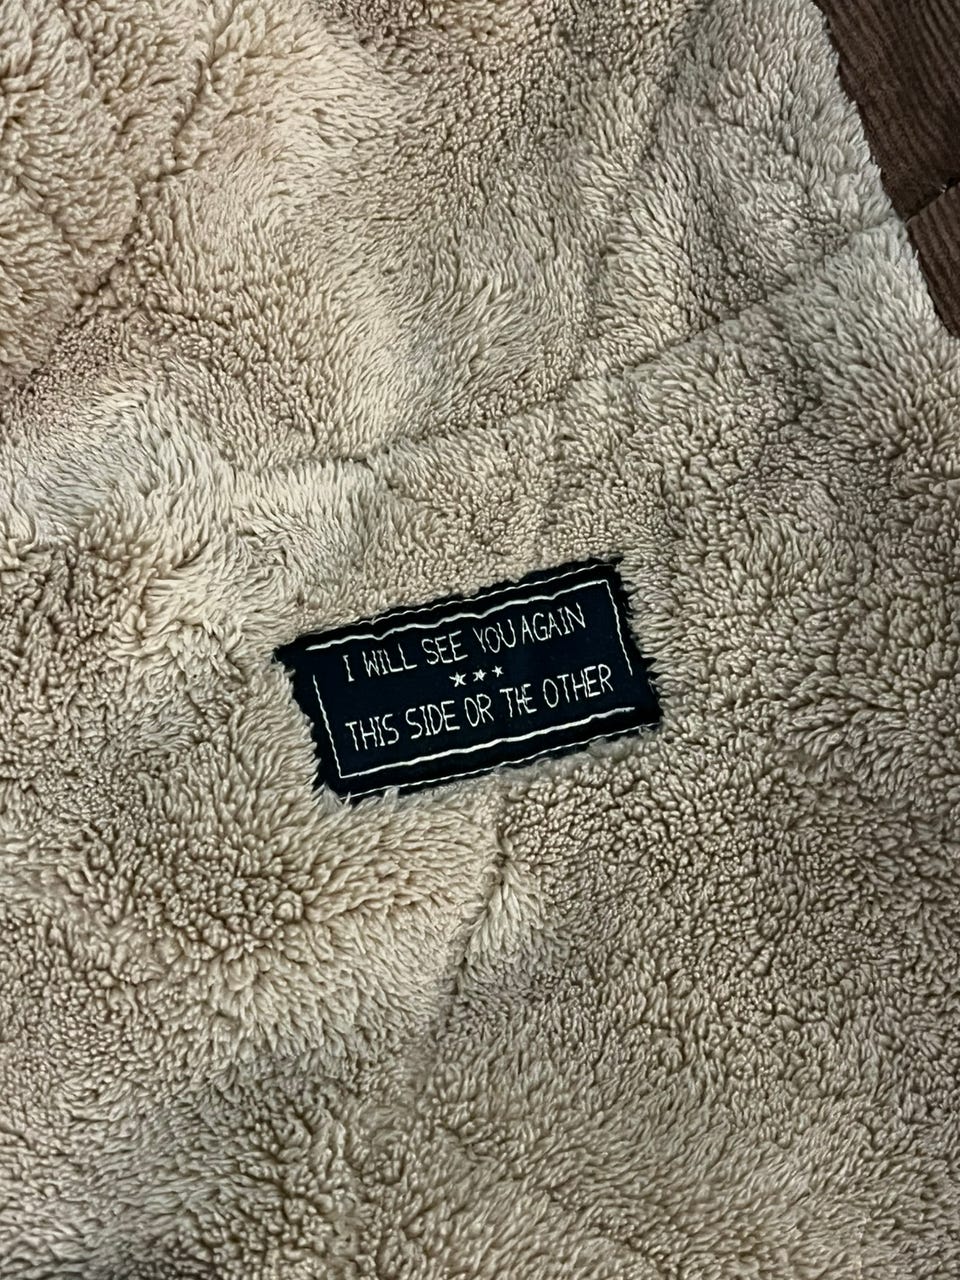 I WILL SEE YOU AGAIN
★★★
THIS SIDE OR THE OTHER